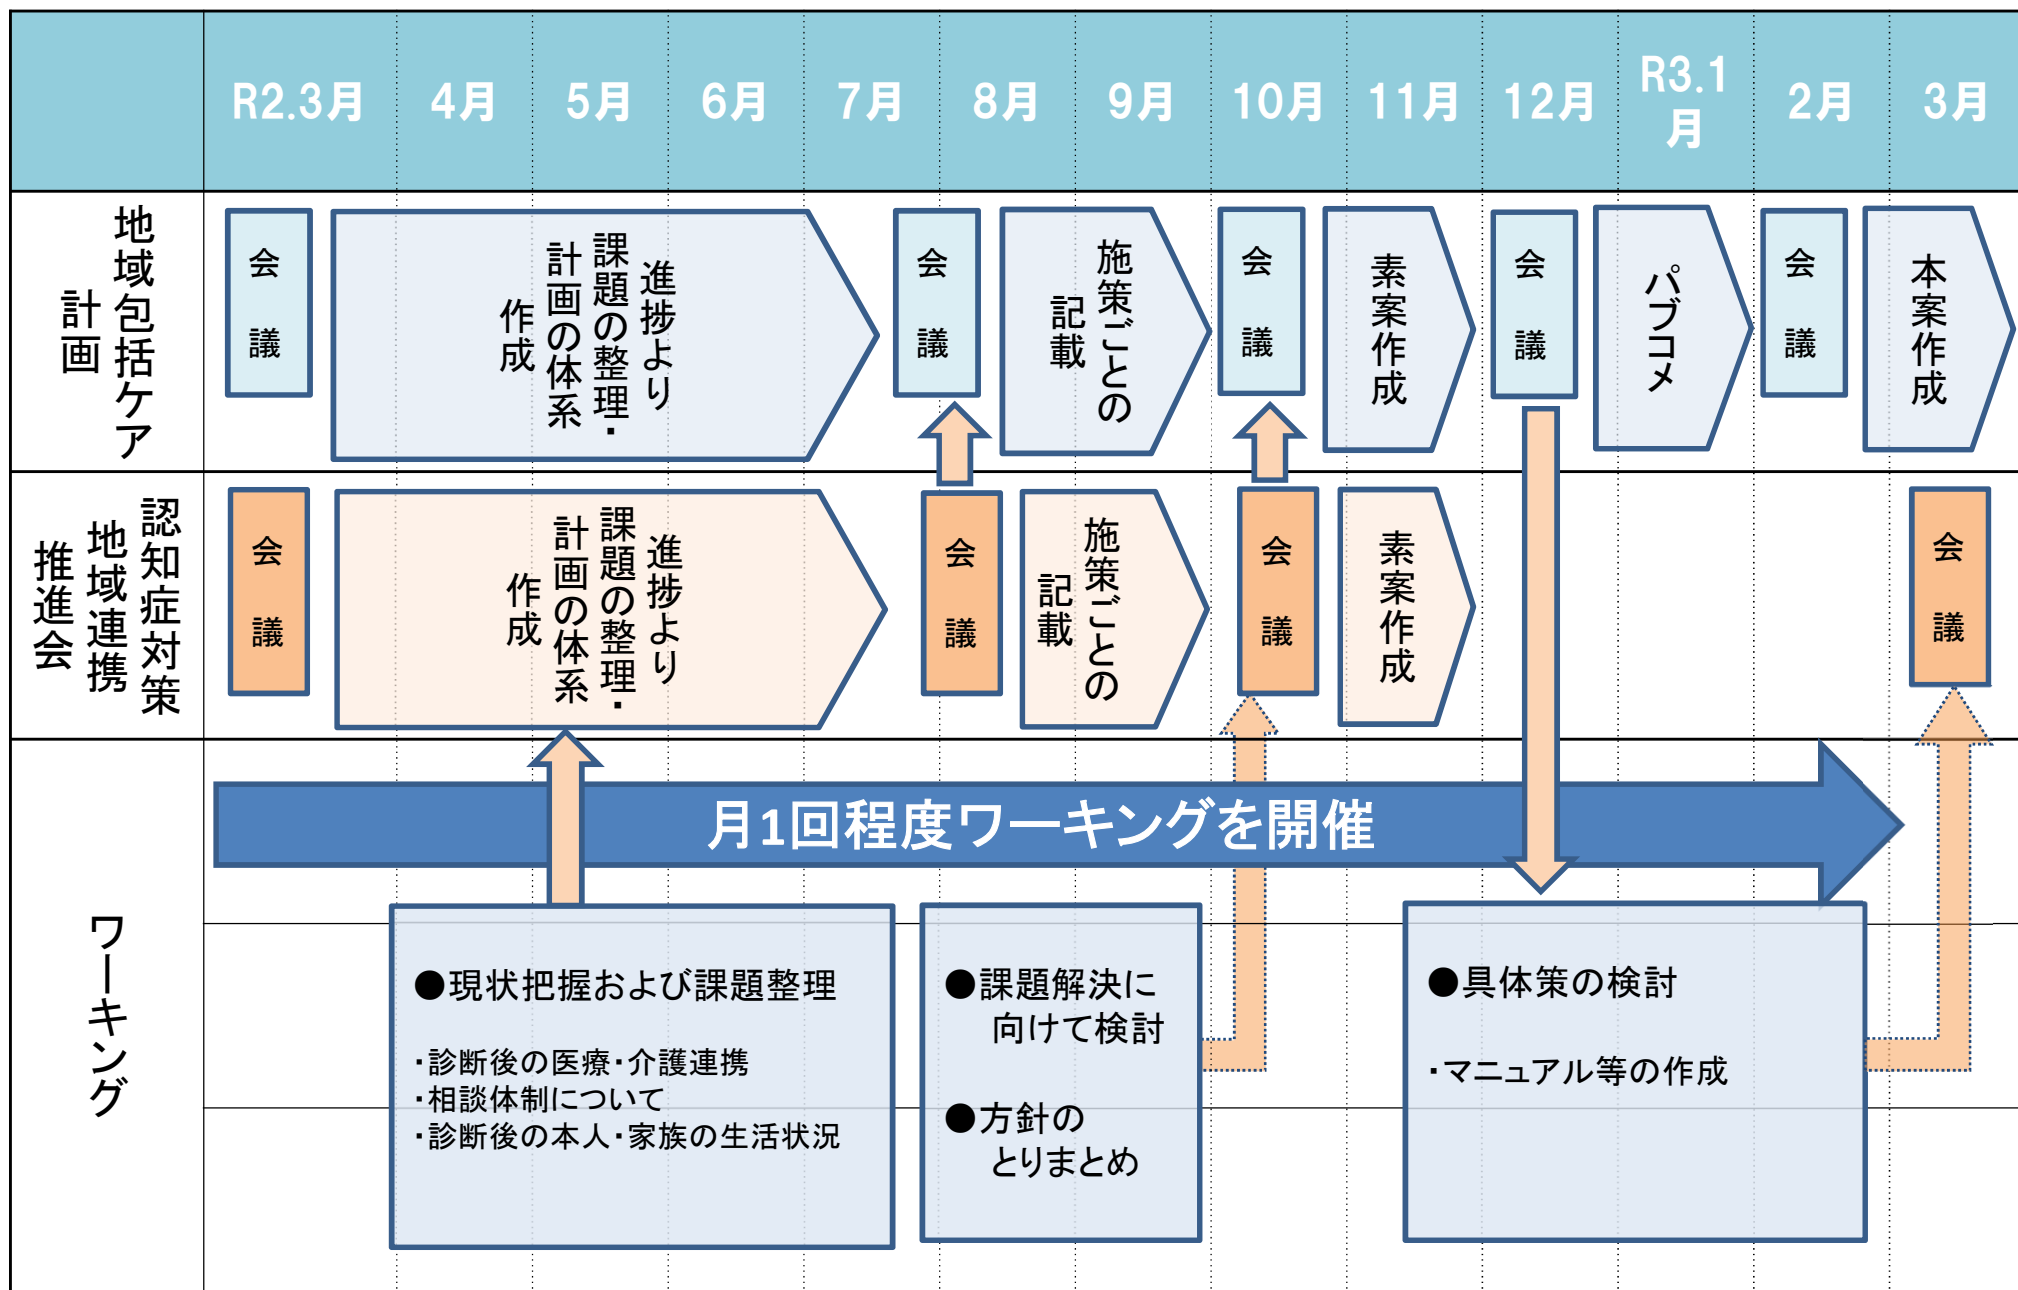 R2.3月
4月
5月
6月
7月
8月
9月
10月
11月
12月
R3.1
月
2月
3月
地域包括ケア
計画
会議
進捗より
課題の整理・
計画の体系
作成
会議
施策ごとの
記載
会議
素案作成
会議
パブコメ
会議
本案作成
認知症対策
地域連携
推進会
会議
進捗より
課題の整理・
計画の体系
作成
会議
施策ごとの
記載
会議
素案作成
会議
ワーキング
月1回程度ワーキングを開催
●現状把握および課題整理
・診断後の医療・介護連携
・相談体制について
・診断後の本人・家族の生活状況
●課題解決に
向けて検討
●方針の
とりまとめ
●具体策の検討
・マニュアル等の作成